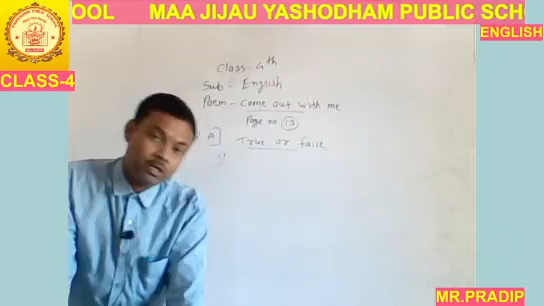 OOL MAA JIJAU YASHODHAM PUBLIC SCH
ENGLISH
CLASS-4
Class - 4th
Sub - English
Poem - Come out with me
Page no. 13
A] True or false
1)
MR.PRADIP